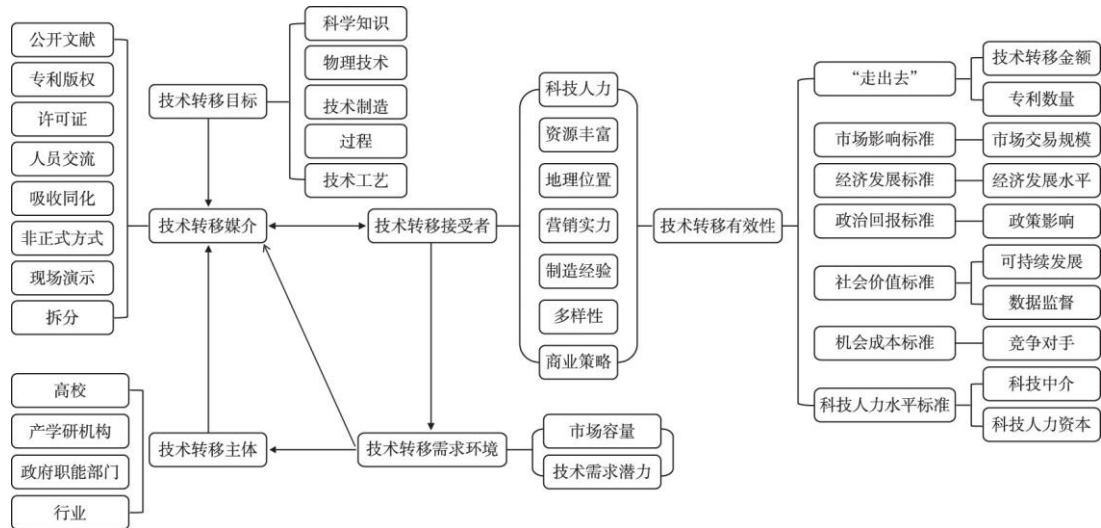 公开文献
专利版权
许可证
人员交流
吸收同化
非正式方式
现场演示
拆分
高校
产学研机构
政府职能部门
行业
技术转移目标
技术转移媒介
技术转移主体
科学知识
物理技术
技术制造
过程
技术工艺
技术转移接受者
技术转移需求环境
科技人力
资源丰富
地理位置
营销实力
制造经验
多样性
商业策略
市场容量
技术需求潜力
技术转移有效性
“走出去”
市场影响标准
经济发展标准
政治回报标准
社会价值标准
机会成本标准
科技人力水平标准
技术转移金额
专利数量
市场交易规模
经济发展水平
政策影响
可持续发展
数据监督
竞争对手
科技中介
科技人力资本